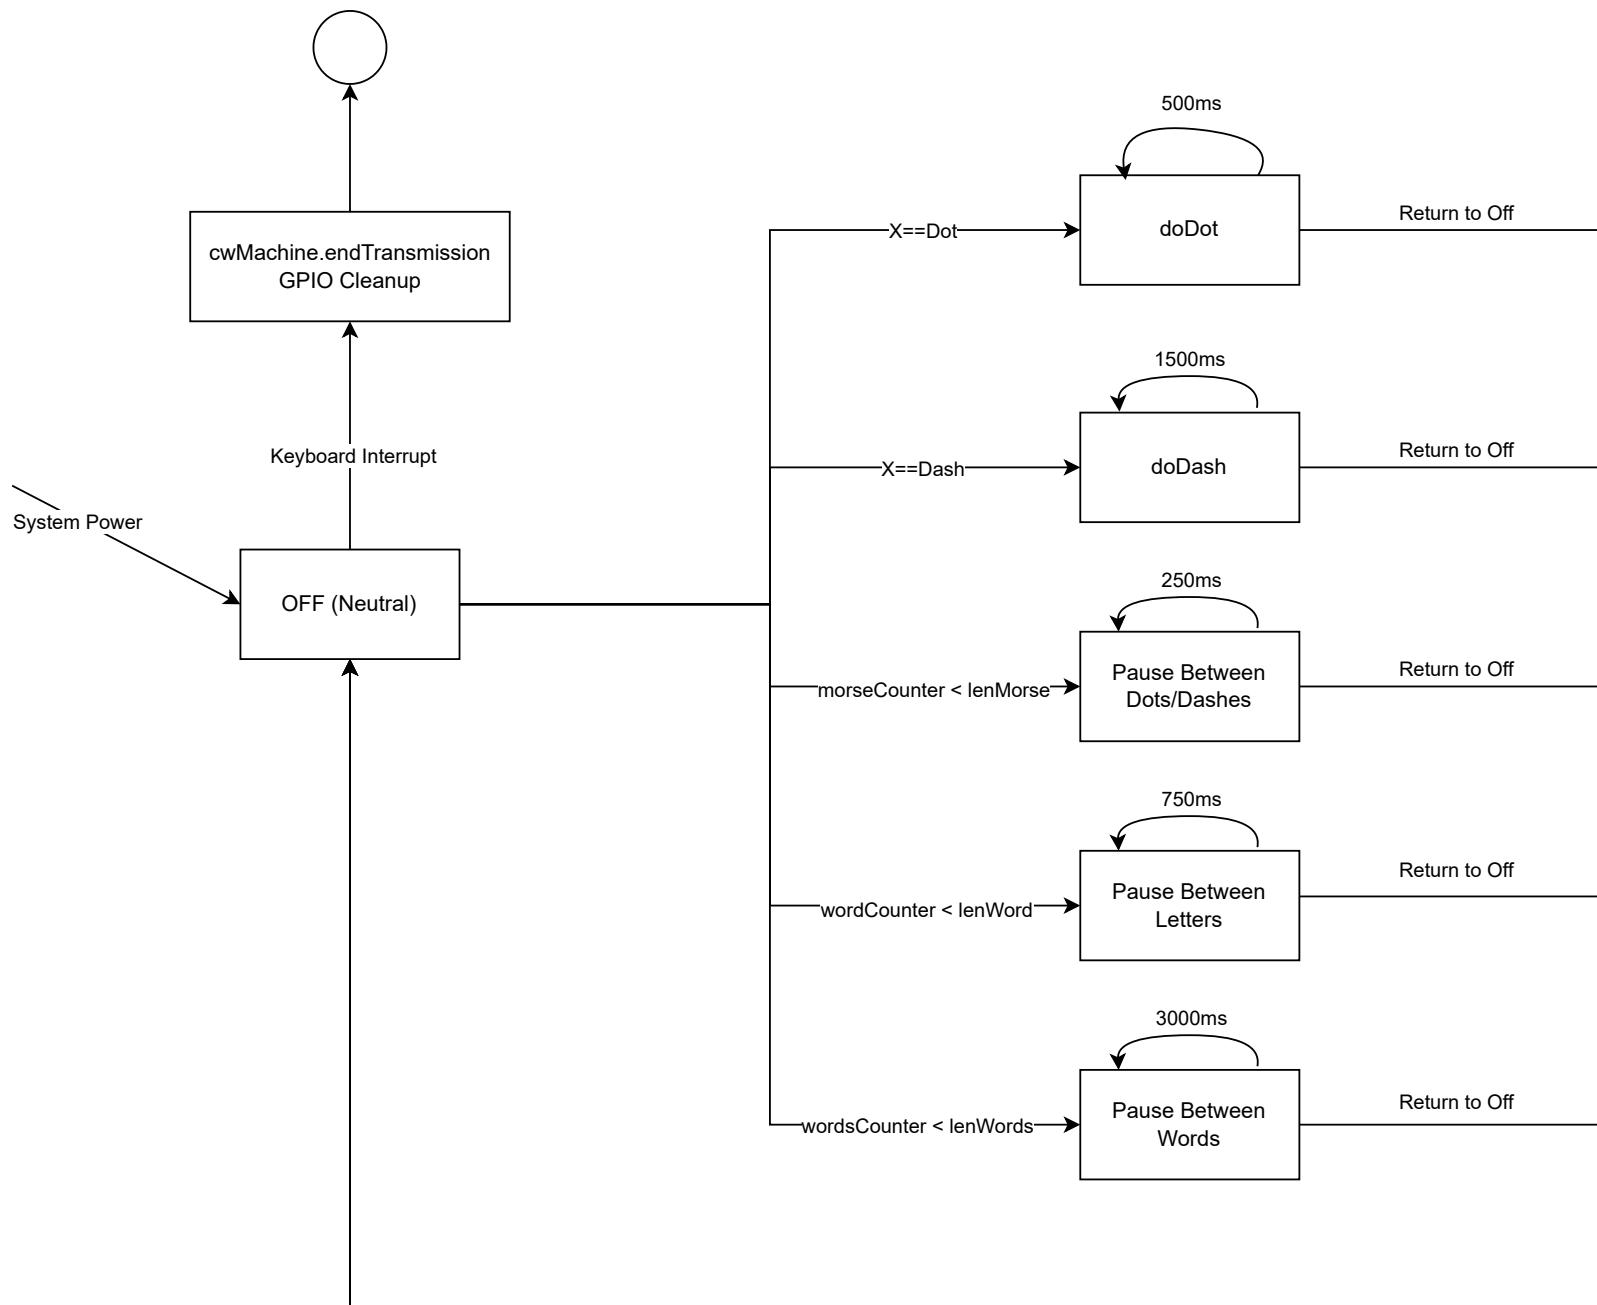 500ms
cwMachine.endTransmission
GPIO Cleanup
X==Dot
doDot
Return to Off
1500ms
Keyboard Interrupt
X==Dash
doDash
Return to Off
System Power
OFF (Neutral)
250ms
morseCounter < lenMorse
Pause Between
Dots/Dashes
Return to Off
750ms
wordCounter < lenWord
Pause Between
Letters
Return to Off
3000ms
wordsCounter < lenWords
Pause Between
Words
Return to Off